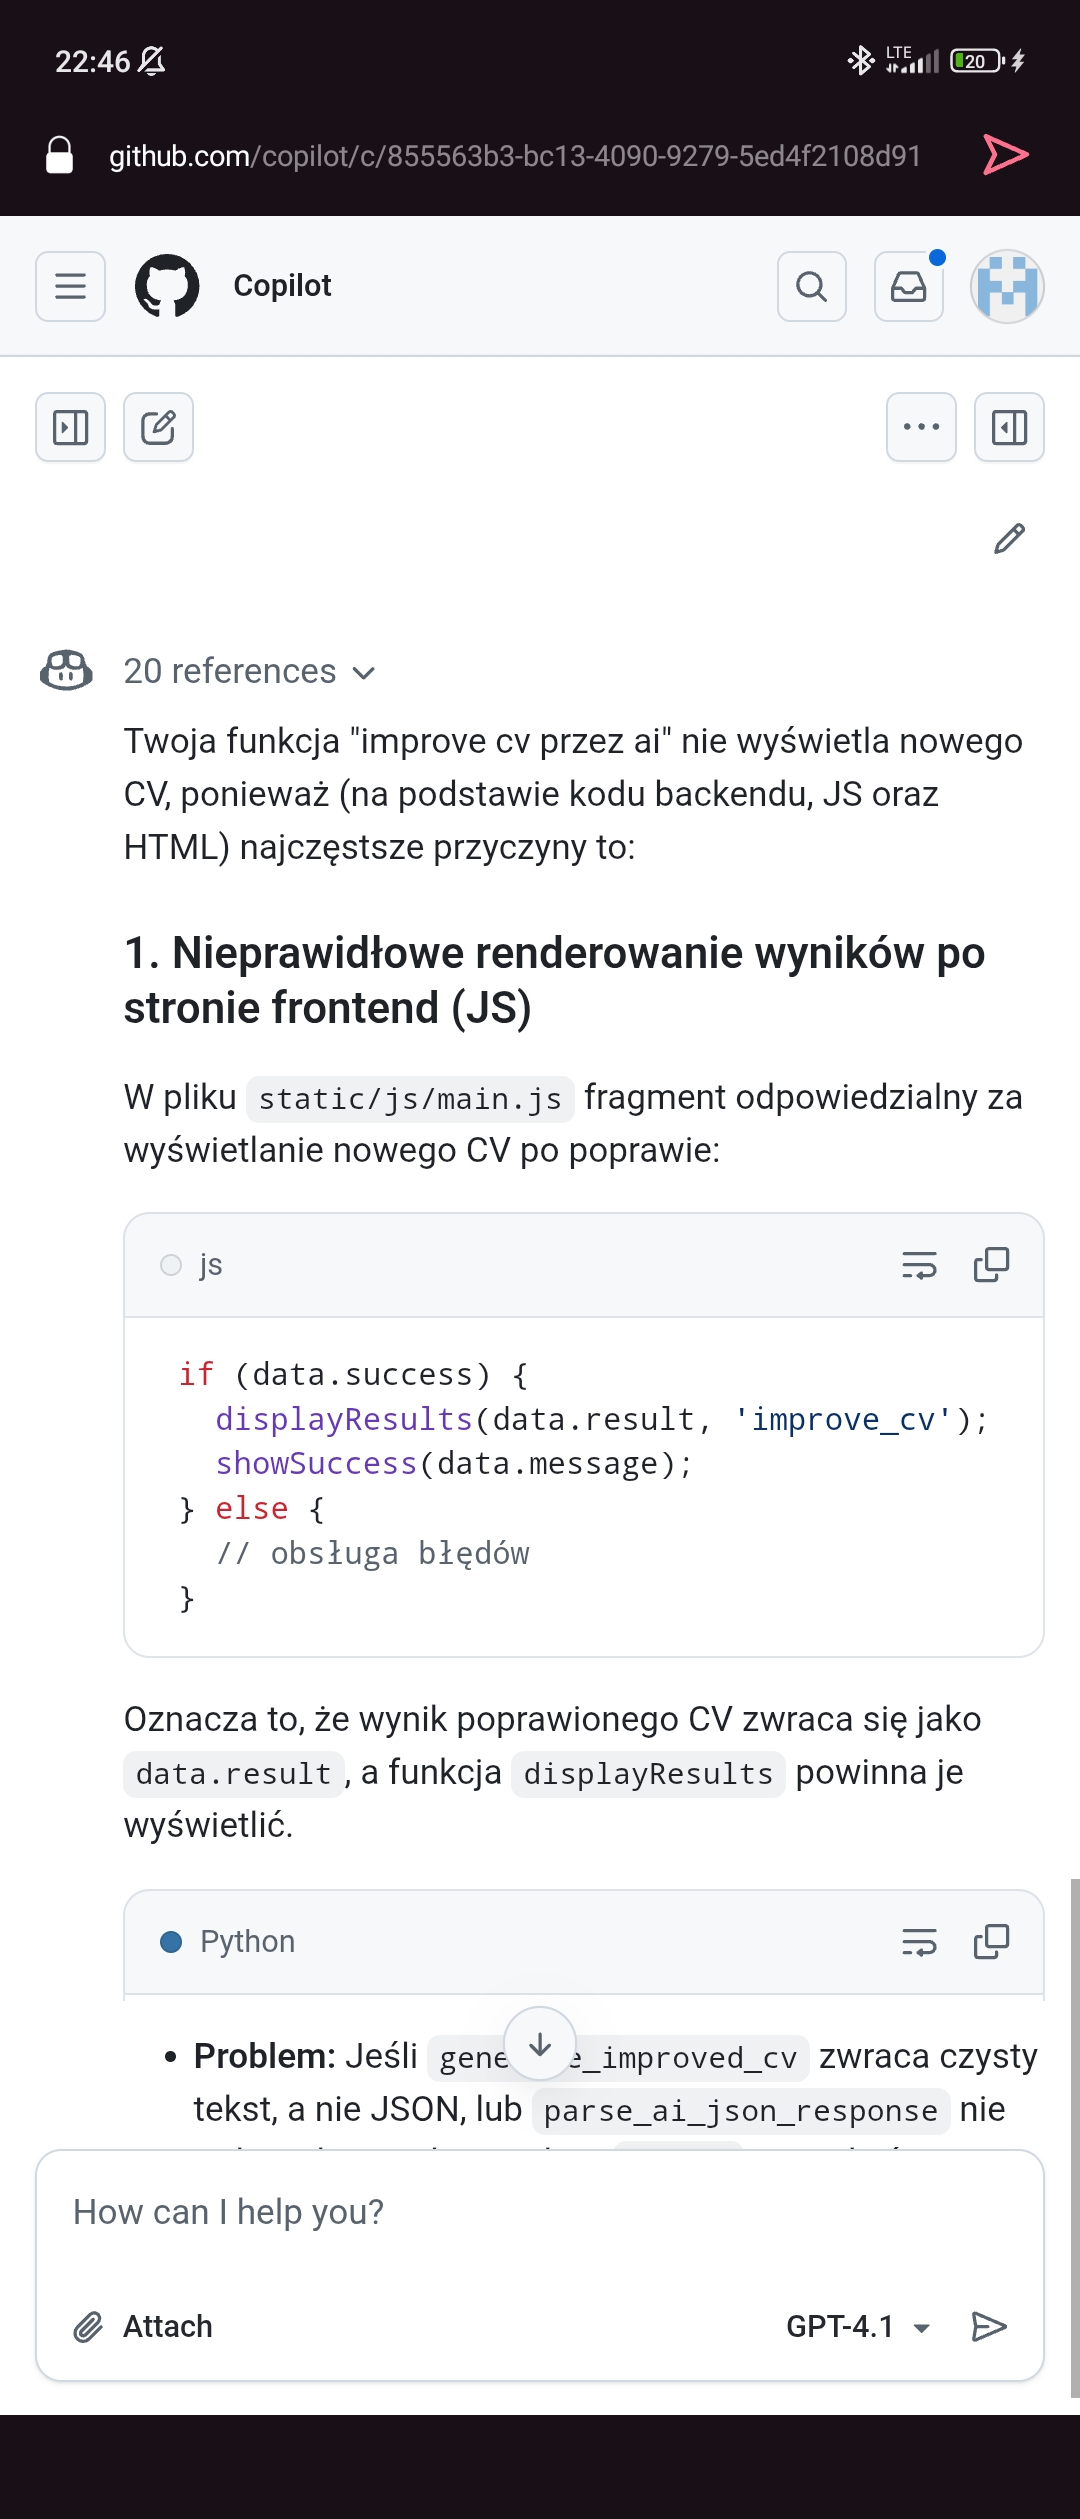 22:46
LTE
20
github.com/copilot/c/855563b3-bc13-4090-9279-5ed4f2108d91
Copilot
20 references
Twoja funkcja "improve cv przez ai" nie wyświetla nowego
CV, ponieważ (na podstawie kodu backendu, JS oraz
HTML) najczęstsze przyczyny to:
1. Nieprawidłowe renderowanie wyników po
stronie frontend (JS)
W pliku static/js/main.js fragment odpowiedzialny za
wyświetlanie nowego CV po poprawie:
js
if (data.success) {
displayResults(data.result, 'improve_cv');
showSuccess(data.message);
} else {
// obsługa błędów
}
Oznacza to, że wynik poprawionego CV zwraca się jako
data.result, a funkcja displayResults powinna je
wyświetlić.
Python
• Problem: Jeśli zwraca czysty
tekst, a nie JSON, lub parse_ai_json_response nie
How can I help you?
Attach
GPT-4.1